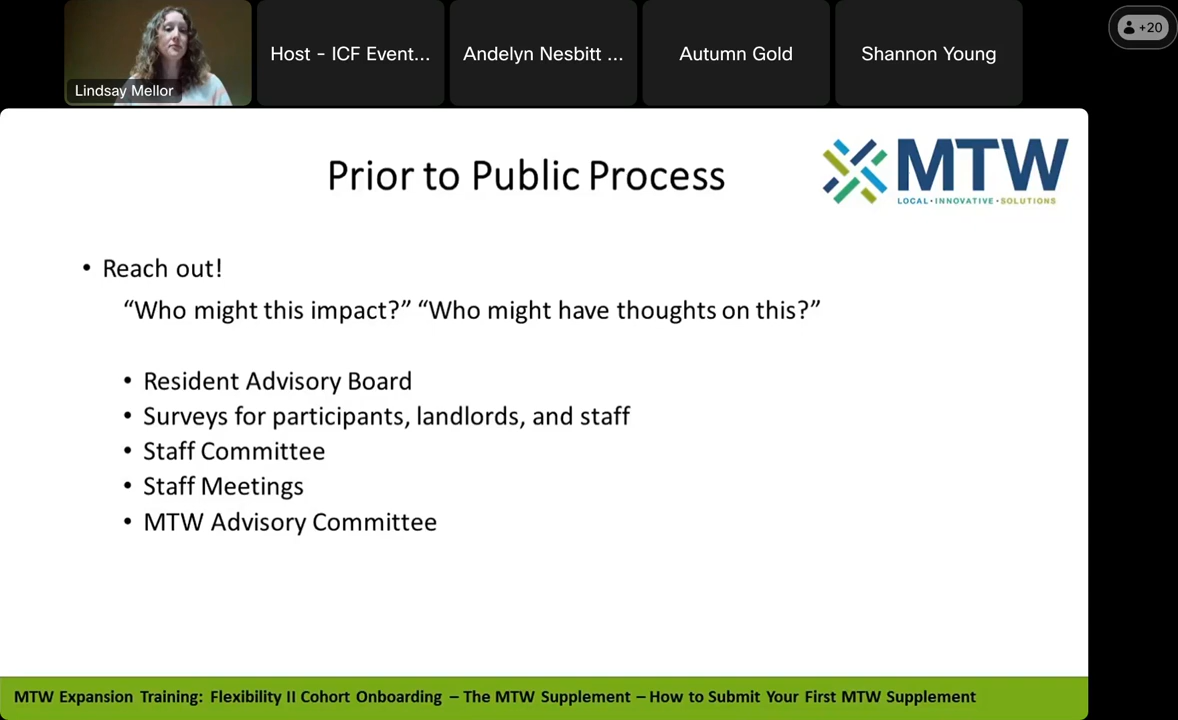 Lindsay Mellor
Host - ICF Event...
Andelyn Nesbitt ...
Autumn Gold
Shannon Young
+20
Prior to Public Process
MTW
LOCAL • INNOVATIVE • SOLUTIONS
• Reach out!
“Who might this impact?” “Who might have thoughts on this?”
• Resident Advisory Board
• Surveys for participants, landlords, and staff
• Staff Committee
• Staff Meetings
• MTW Advisory Committee
MTW Expansion Training: Flexibility II Cohort Onboarding – The MTW Supplement – How to Submit Your First MTW Supplement